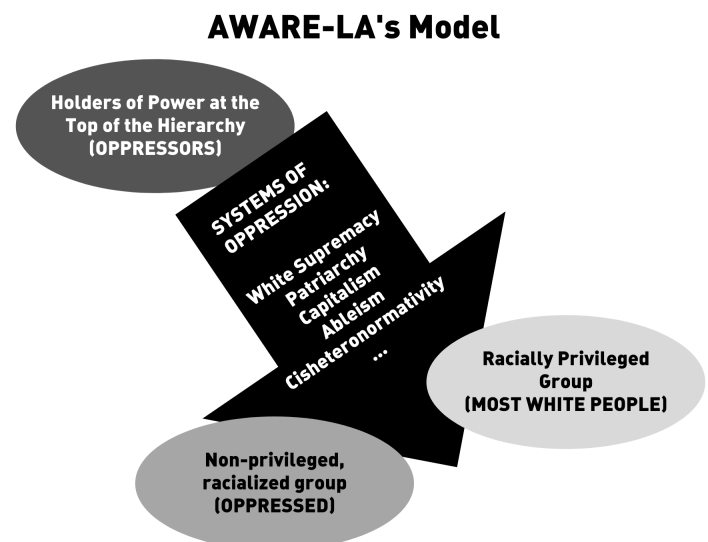 AWARE-LA's Model
Holders of Power at the
Top of the Hierarchy
(OPPRESSORS)
SYSTEMS OF
OPPRESSION:
White Supremacy
Patriarchy
Capitalism
Ableism
Cisheteronormativity
...
Racially Privileged
Group
(MOST WHITE PEOPLE)
Non-privileged,
racialized group
(OPPRESSED)